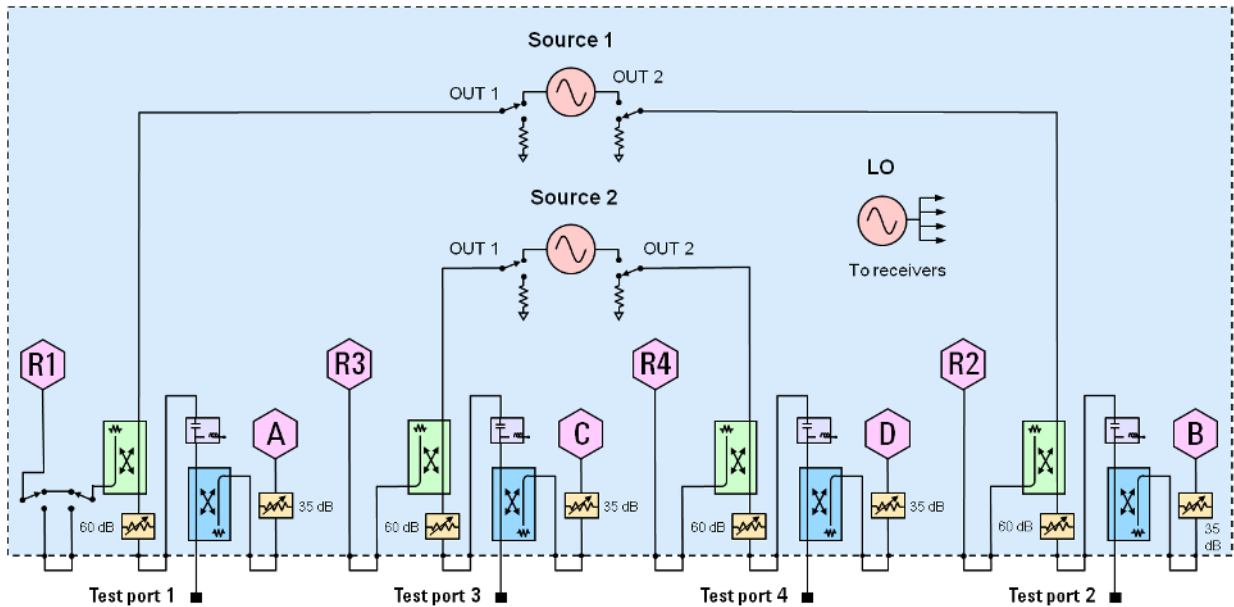 Source 1
OUT 1
OUT 2
Source 2
OUT 1
OUT 2
LO
To receivers
R1
R3
R4
R2
A
C
D
B
60 dB
35 dB
60 dB
35 dB
60 dB
35 dB
60 dB
35
dB
Test port 1
Test port 3
Test port 4
Test port 2